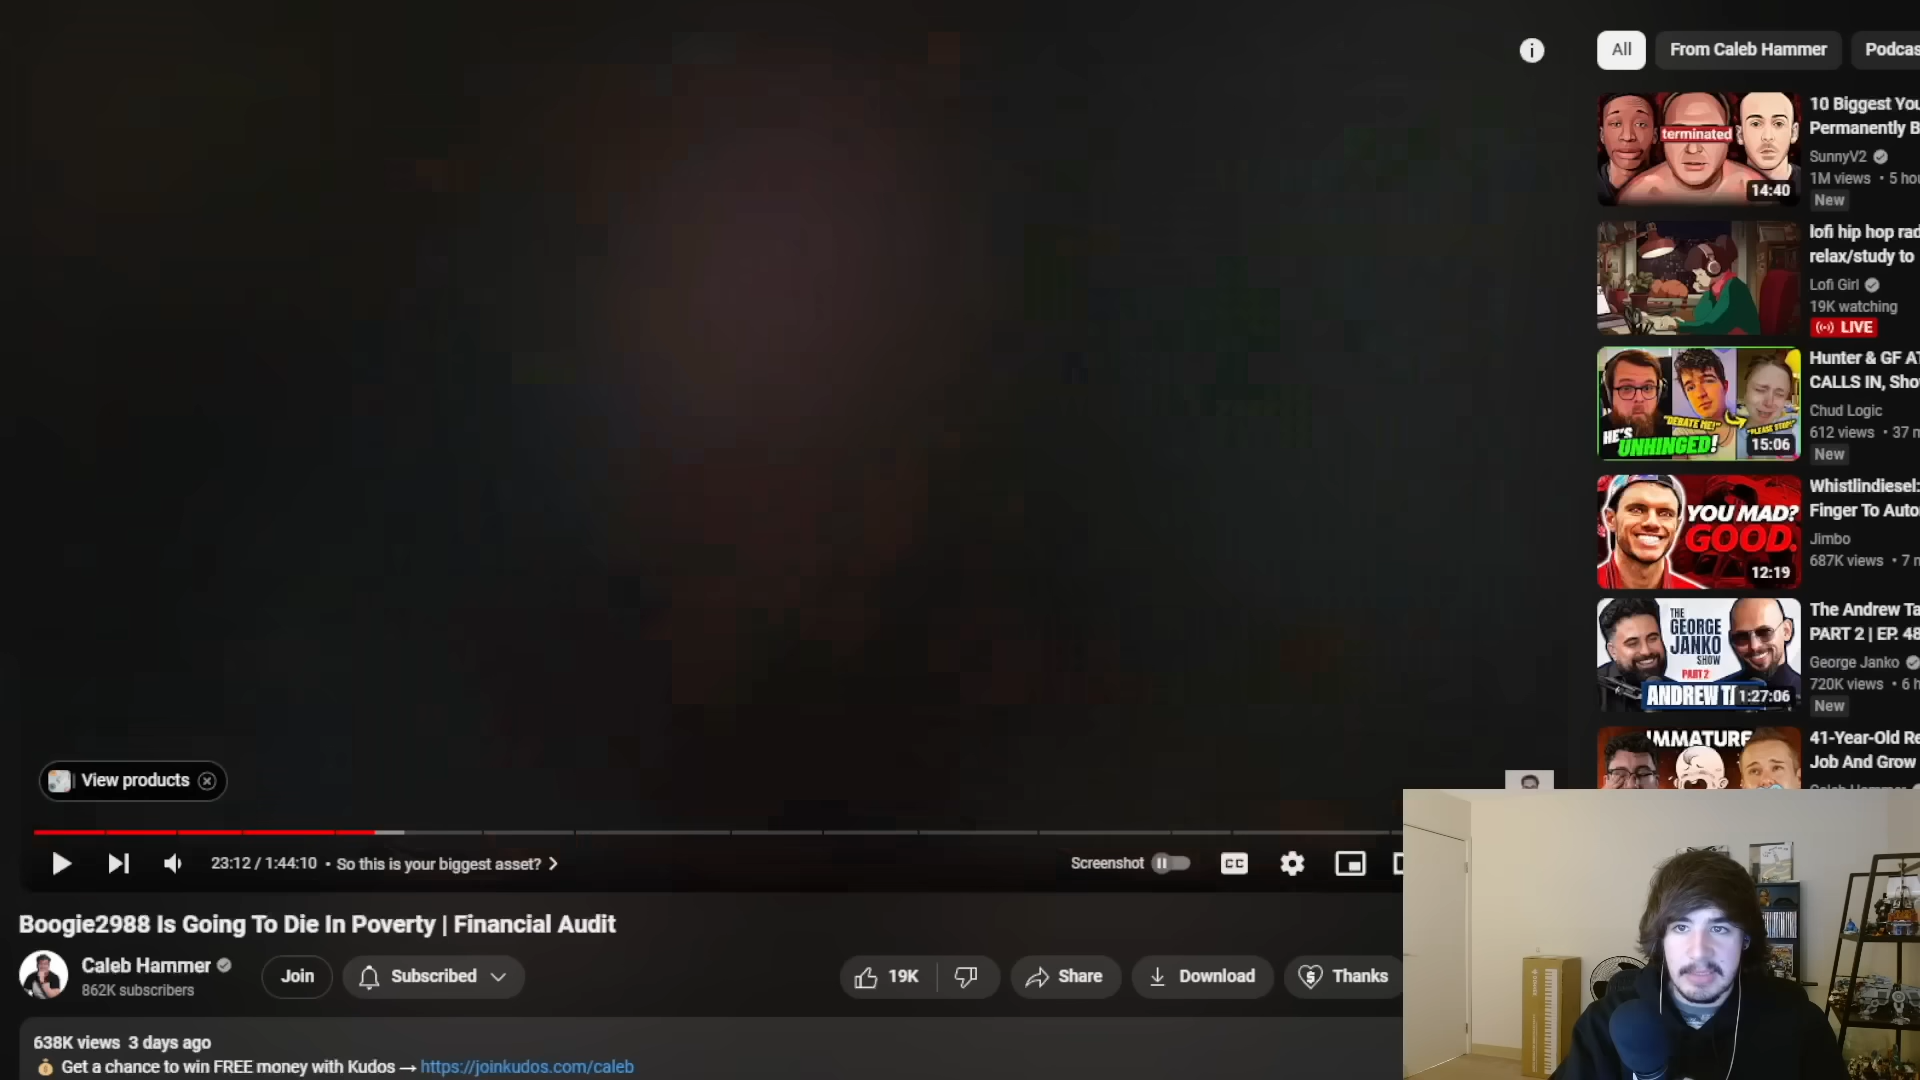 All
From Caleb Hammer
Podcas
terminated
14:40
10 Biggest You
Permanently B
SunnyV2
1M views • 5 hou
New
lofi hip hop rad
relax/study to
Lofi Girl
19K watching
LIVE
HE'S
UNHINGED!
"DEBATE ME!"
"PLEASE STOP!"
15:06
Hunter & GF AT
CALLS IN, Sho
Chud Logic
612 views • 37 m
New
YOU MAD?
GOOD.
12:19
Whistlindiesel:
Finger To Auto
Jimbo
687K views • 7 m
THE
GEORGE
JANKO
SHOW
PART 2
ANDREW T
1:27:06
The Andrew Ta
PART 2 | EP. 48
George Janko
720K views • 6 h
New
IMMATURE
41-Year-Old Re
Job And Grow
View products
23:12 / 1:44:10 • So this is your biggest asset?
Screenshot
CC
Boogie2988 Is Going To Die In Poverty | Financial Audit
Caleb Hammer
862K subscribers
Join
Subscribed
19K
Share
Download
Thanks
638K views 3 days ago
Get a chance to win FREE money with Kudos → https://joinkudos.com/caleb